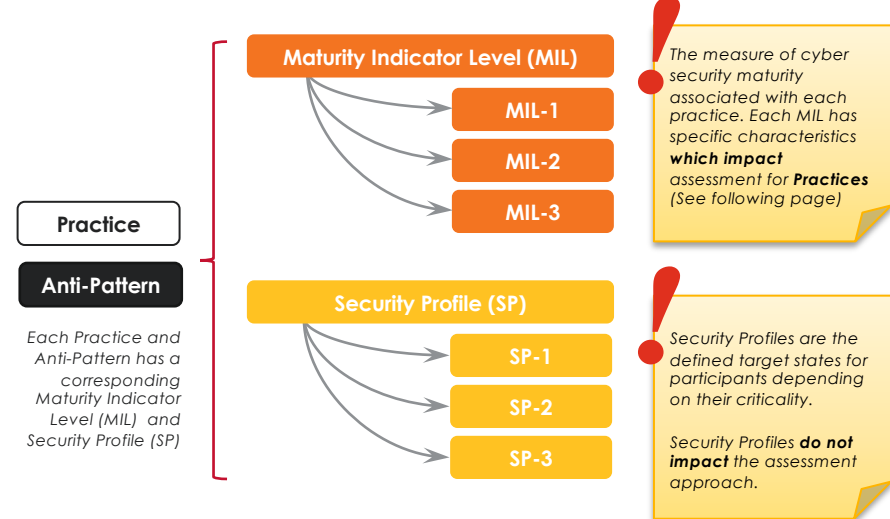 Practice
Anti-Pattern
Each Practice and
Anti-Pattern has a
corresponding
Maturity Indicator
Level (MIL) and
Security Profile (SP)
Maturity Indicator Level (MIL)
MIL-1
MIL-2
MIL-3
The measure of cyber
security maturity
associated with each
practice. Each MIL has
specific characteristics
which impact
assessment for Practices
(See following page)
Security Profile (SP)
SP-1
SP-2
SP-3
Security Profiles are the
defined target states for
participants depending
on their criticality.
Security Profiles do not
impact the assessment
approach.